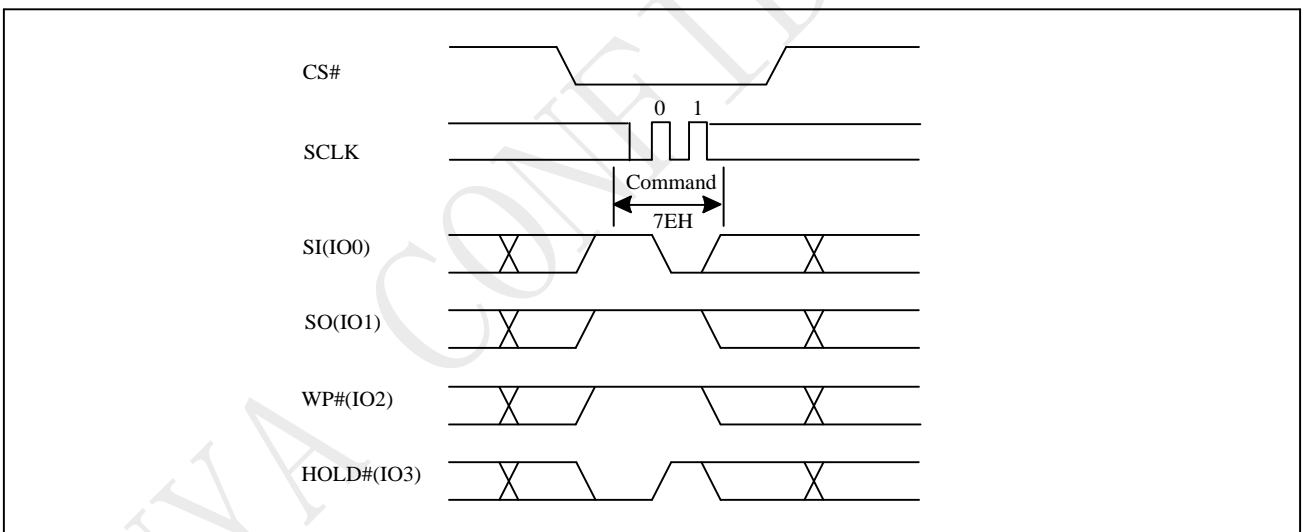 CS#
0 1
SCLK
Command
7EH
SI(IO0)
SO(IO1)
WP#(IO2)
HOLD#(IO3)